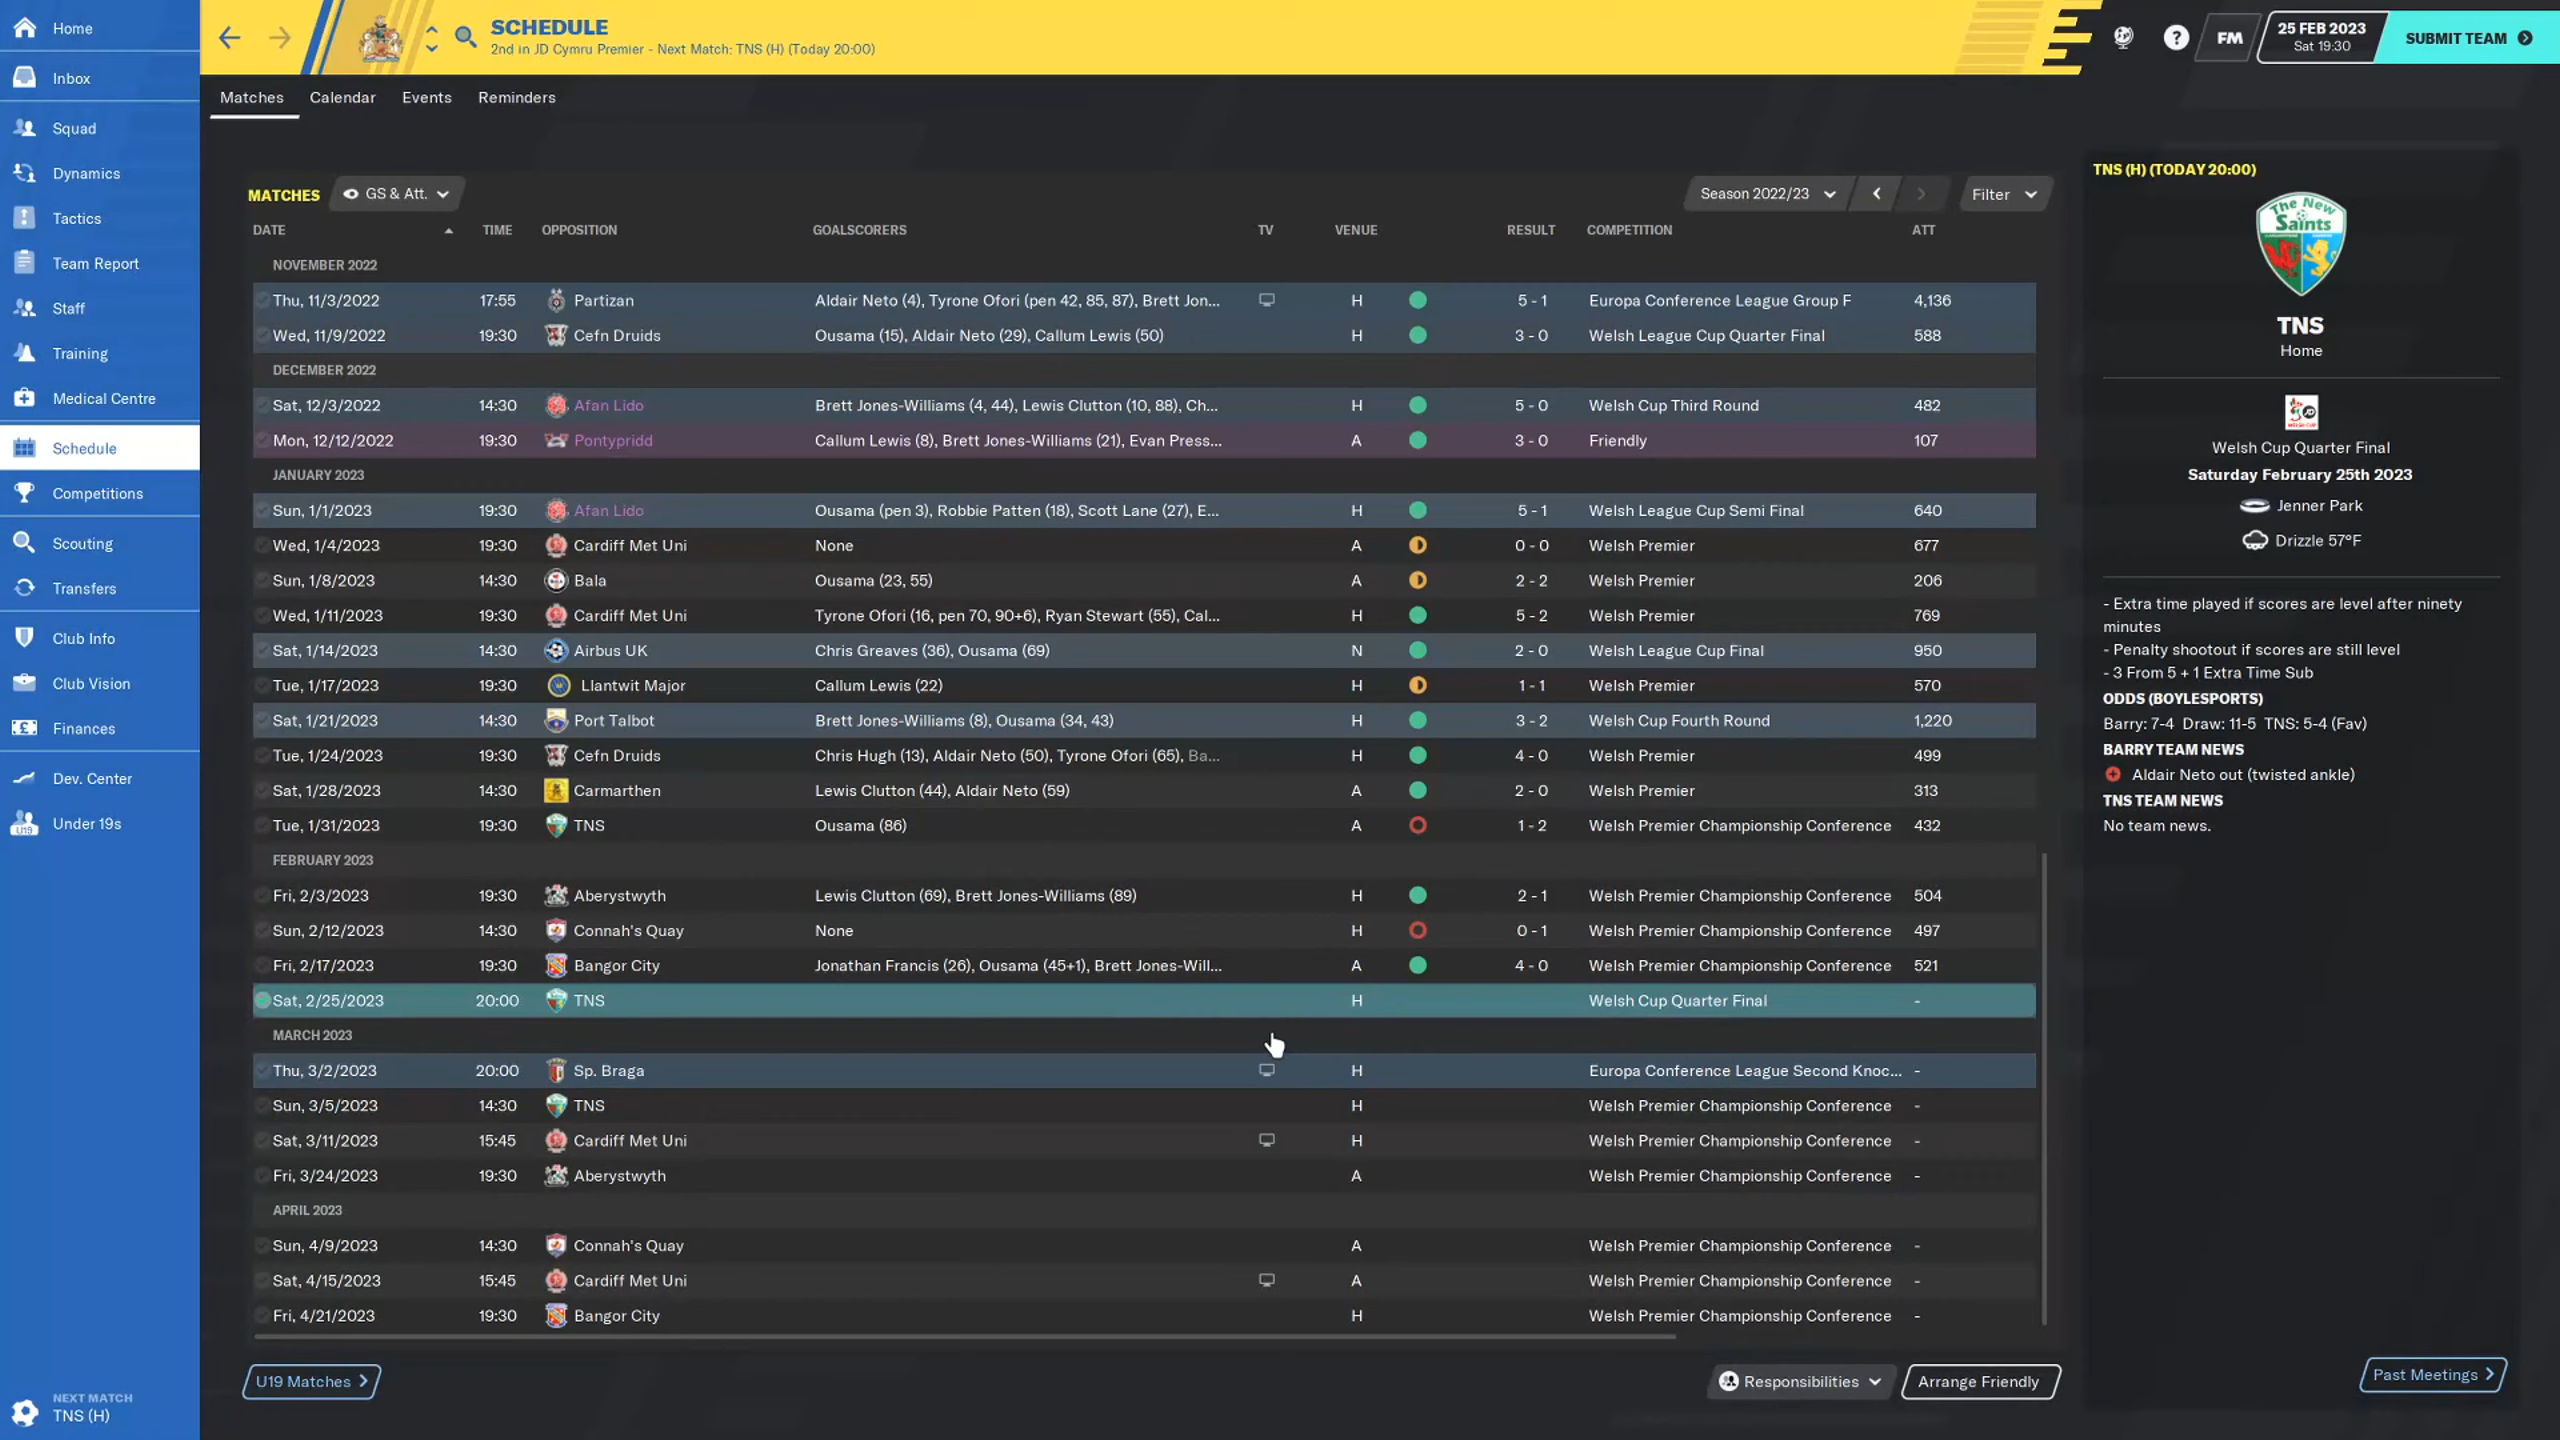 Home
Inbox
Squad
Dynamics
Tactics
Team Report
Staff
Training
Medical Centre
Schedule
Competitions
Scouting
Transfers
Club Info
Club Vision
Finances
Dev. Center
U19 Under 19s
NEXT MATCH
TNS (H)
SCHEDULE
2nd in JD Cymru Premier - Next Match: TNS (H) (Today 20:00)
? FM 25 FEB 2023
Sat 19:30
SUBMIT TEAM
Matches Calendar Events Reminders
MATCHES GS & Att. Season 2022/23 Filter
DATE TIME OPPOSITION GOALSCORERS TV VENUE RESULT COMPETITION ATT
NOVEMBER 2022
Thu, 11/3/2022 17:55 Partizan Aldair Neto (4), Tyrone Ofori (pen 42, 85, 87), Brett Jon... H 5 - 1 Europa Conference League Group F 4,136
Wed, 11/9/2022 19:30 Cefn Druids Ousama (15), Aldair Neto (29), Callum Lewis (50) H 3 - 0 Welsh League Cup Quarter Final 588
DECEMBER 2022
Sat, 12/3/2022 14:30 Afan Lido Brett Jones-Williams (4, 44), Lewis Clutton (10, 88), Ch... H 5 - 0 Welsh Cup Third Round 482
Mon, 12/12/2022 19:30 Pontypridd Callum Lewis (8), Brett Jones-Williams (21), Evan Press... A 3 - 0 Friendly 107
JANUARY 2023
Sun, 1/1/2023 19:30 Afan Lido Ousama (pen 3), Robbie Patten (18), Scott Lane (27), E... H 5 - 1 Welsh League Cup Semi Final 640
Wed, 1/4/2023 19:30 Cardiff Met Uni None A 0 - 0 Welsh Premier 677
Sun, 1/8/2023 14:30 Bala Ousama (23, 55) A 2 - 2 Welsh Premier 206
Wed, 1/11/2023 19:30 Cardiff Met Uni Tyrone Ofori (16, pen 70, 90+6), Ryan Stewart (55), Cal... H 5 - 2 Welsh Premier 769
Sat, 1/14/2023 14:30 Airbus UK Chris Greaves (36), Ousama (69) N 2 - 0 Welsh League Cup Final 950
Tue, 1/17/2023 19:30 Llantwit Major Callum Lewis (22) H 1 - 1 Welsh Premier 570
Sat, 1/21/2023 14:30 Port Talbot Brett Jones-Williams (8), Ousama (34, 43) H 3 - 2 Welsh Cup Fourth Round 1,220
Tue, 1/24/2023 19:30 Cefn Druids Chris Hugh (13), Aldair Neto (50), Tyrone Ofori (65), Ba... H 4 - 0 Welsh Premier 499
Sat, 1/28/2023 14:30 Carmarthen Lewis Clutton (44), Aldair Neto (59) A 2 - 0 Welsh Premier 313
Tue, 1/31/2023 19:30 TNS Ousama (86) A 1 - 2 Welsh Premier Championship Conference 432
FEBRUARY 2023
Fri, 2/3/2023 19:30 Aberystwyth Lewis Clutton (69), Brett Jones-Williams (89) H 2 - 1 Welsh Premier Championship Conference 504
Sun, 2/12/2023 14:30 Connah's Quay None H 0 - 1 Welsh Premier Championship Conference 497
Fri, 2/17/2023 19:30 Bangor City Jonathan Francis (26), Ousama (45+1), Brett Jones-Will... A 4 - 0 Welsh Premier Championship Conference 521
Sat, 2/25/2023 20:00 TNS H Welsh Cup Quarter Final -
MARCH 2023
Thu, 3/2/2023 20:00 Sp. Braga H Europa Conference League Second Knoc... -
Sun, 3/5/2023 14:30 TNS H Welsh Premier Championship Conference -
Sat, 3/11/2023 15:45 Cardiff Met Uni H Welsh Premier Championship Conference -
Fri, 3/24/2023 19:30 Aberystwyth A Welsh Premier Championship Conference -
APRIL 2023
Sun, 4/9/2023 14:30 Connah's Quay A Welsh Premier Championship Conference -
Sat, 4/15/2023 15:45 Cardiff Met Uni A Welsh Premier Championship Conference -
Fri, 4/21/2023 19:30 Bangor City H Welsh Premier Championship Conference -
U19 Matches Responsibilities Arrange Friendly
TNS (H) (TODAY 20:00)
The New
Saints
TNS
Home
Welsh Cup Quarter Final
Saturday February 25th 2023
Jenner Park
Drizzle 57°F
- Extra time played if scores are level after ninety
minutes
- Penalty shootout if scores are still level
- 3 From 5 + 1 Extra Time Sub
ODDS (BOYLESPORTS)
Barry: 7-4 Draw: 11-5 TNS: 5-4 (Fav)
BARRY TEAM NEWS
Aldair Neto out (twisted ankle)
TNS TEAM NEWS
No team news.
Past Meetings